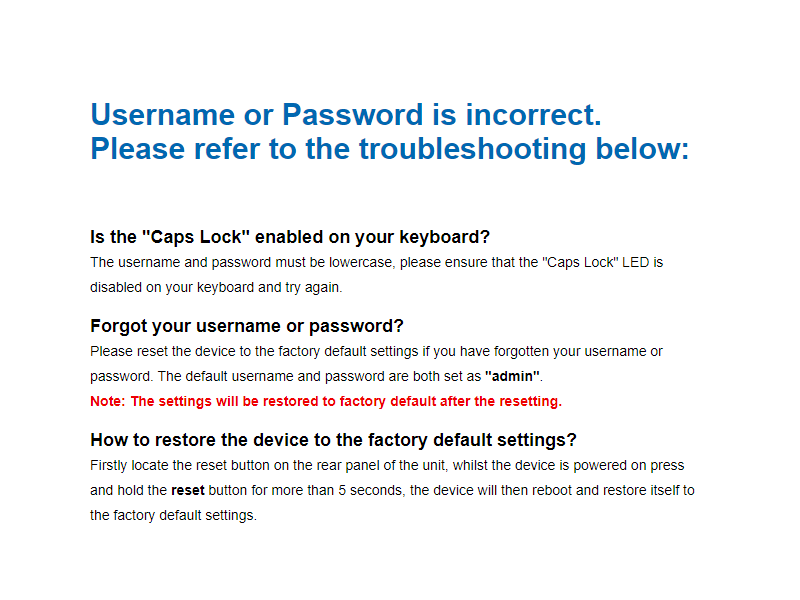 Username or Password is incorrect.
Please refer to the troubleshooting below:
Is the "Caps Lock" enabled on your keyboard?
The username and password must be lowercase, please ensure that the "Caps Lock" LED is
disabled on your keyboard and try again.
Forgot your username or password?
Please reset the device to the factory default settings if you have forgotten your username or
password. The default username and password are both set as "admin".
Note: The settings will be restored to factory default after the resetting.
How to restore the device to the factory default settings?
Firstly locate the reset button on the rear panel of the unit, whilst the device is powered on press
and hold the reset button for more than 5 seconds, the device will then reboot and restore itself to
the factory default settings.